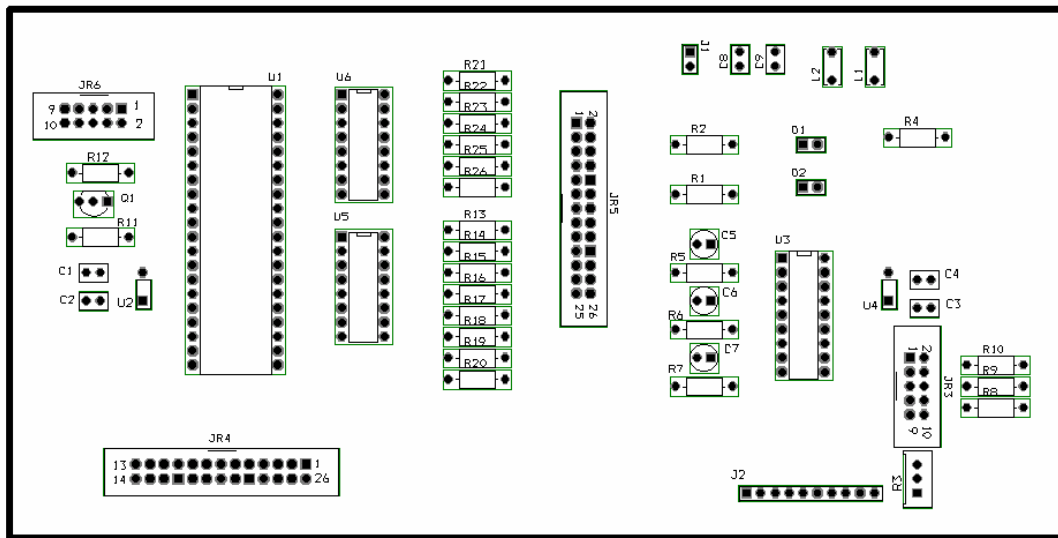 J1
C8
C9
L2
L1
U1
U6
R21
R22
R23
R24
R25
R26
JR6
9
1
10
2
R12
Q1
R11
C1
C2
U2
U5
R13
R14
R15
R16
R17
R18
R19
R20
1
2
JR5
25
26
R2
R1
D1
D2
R4
C5
R5
C6
R6
C7
R7
U3
U4
C4
C3
1
2
JR3
9
10
R10
R9
R8
JR4
13
1
14
26
J2
R3